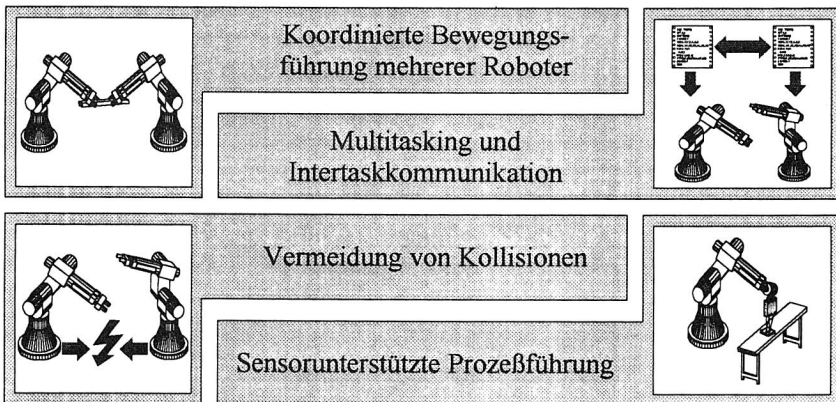 Koordinierte Bewegungs-
führung mehrerer Roboter
Multitasking und
Intertaskkommunikation
Vermeidung von Kollisionen
Sensorunterstützte Prozeßführung